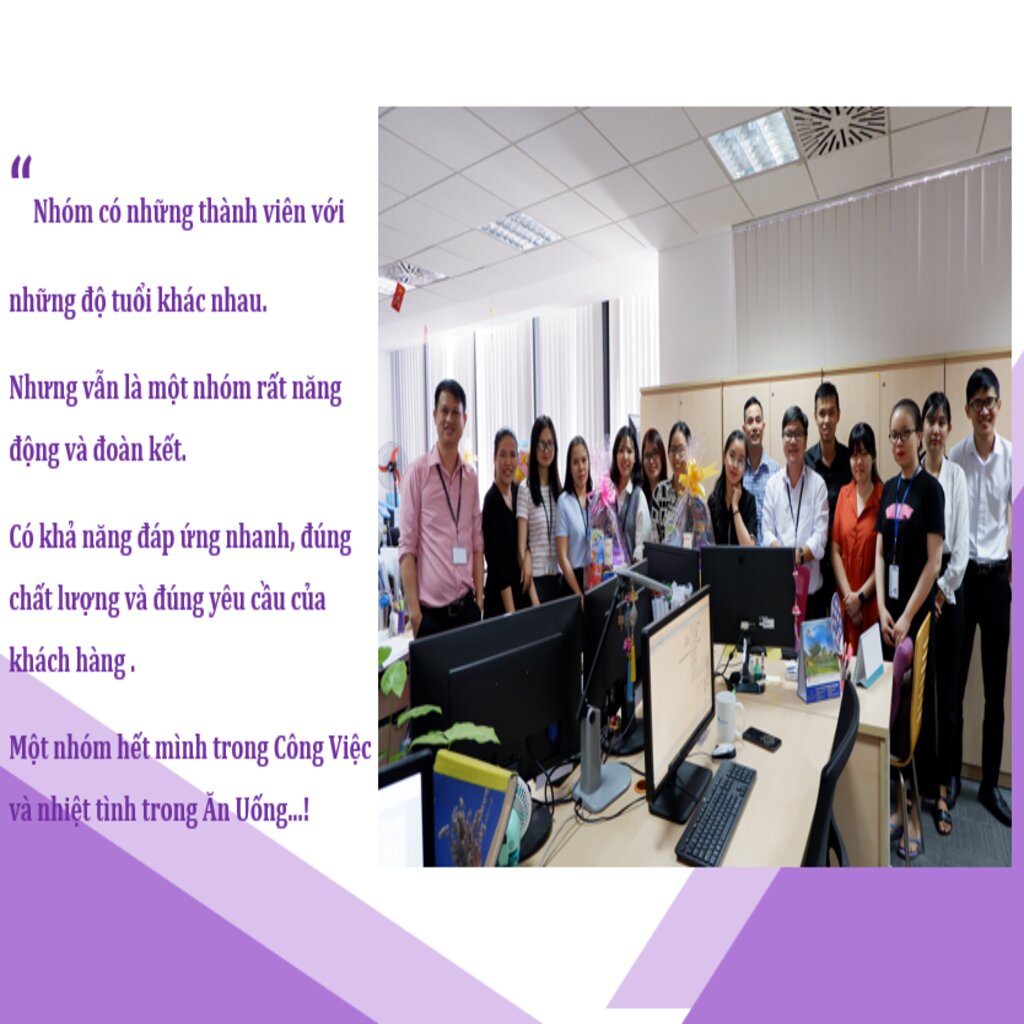 “
Nhóm có những thành viên với
những độ tuổi khác nhau.
Nhưng vẫn là một nhóm rất năng
động và đoàn kết.
Có khả năng đáp ứng nhanh, đúng
chất lượng và đúng yêu cầu của
khách hàng .
Một nhóm hết mình trong Công Việc
và nhiệt tình trong Ăn Uống...!